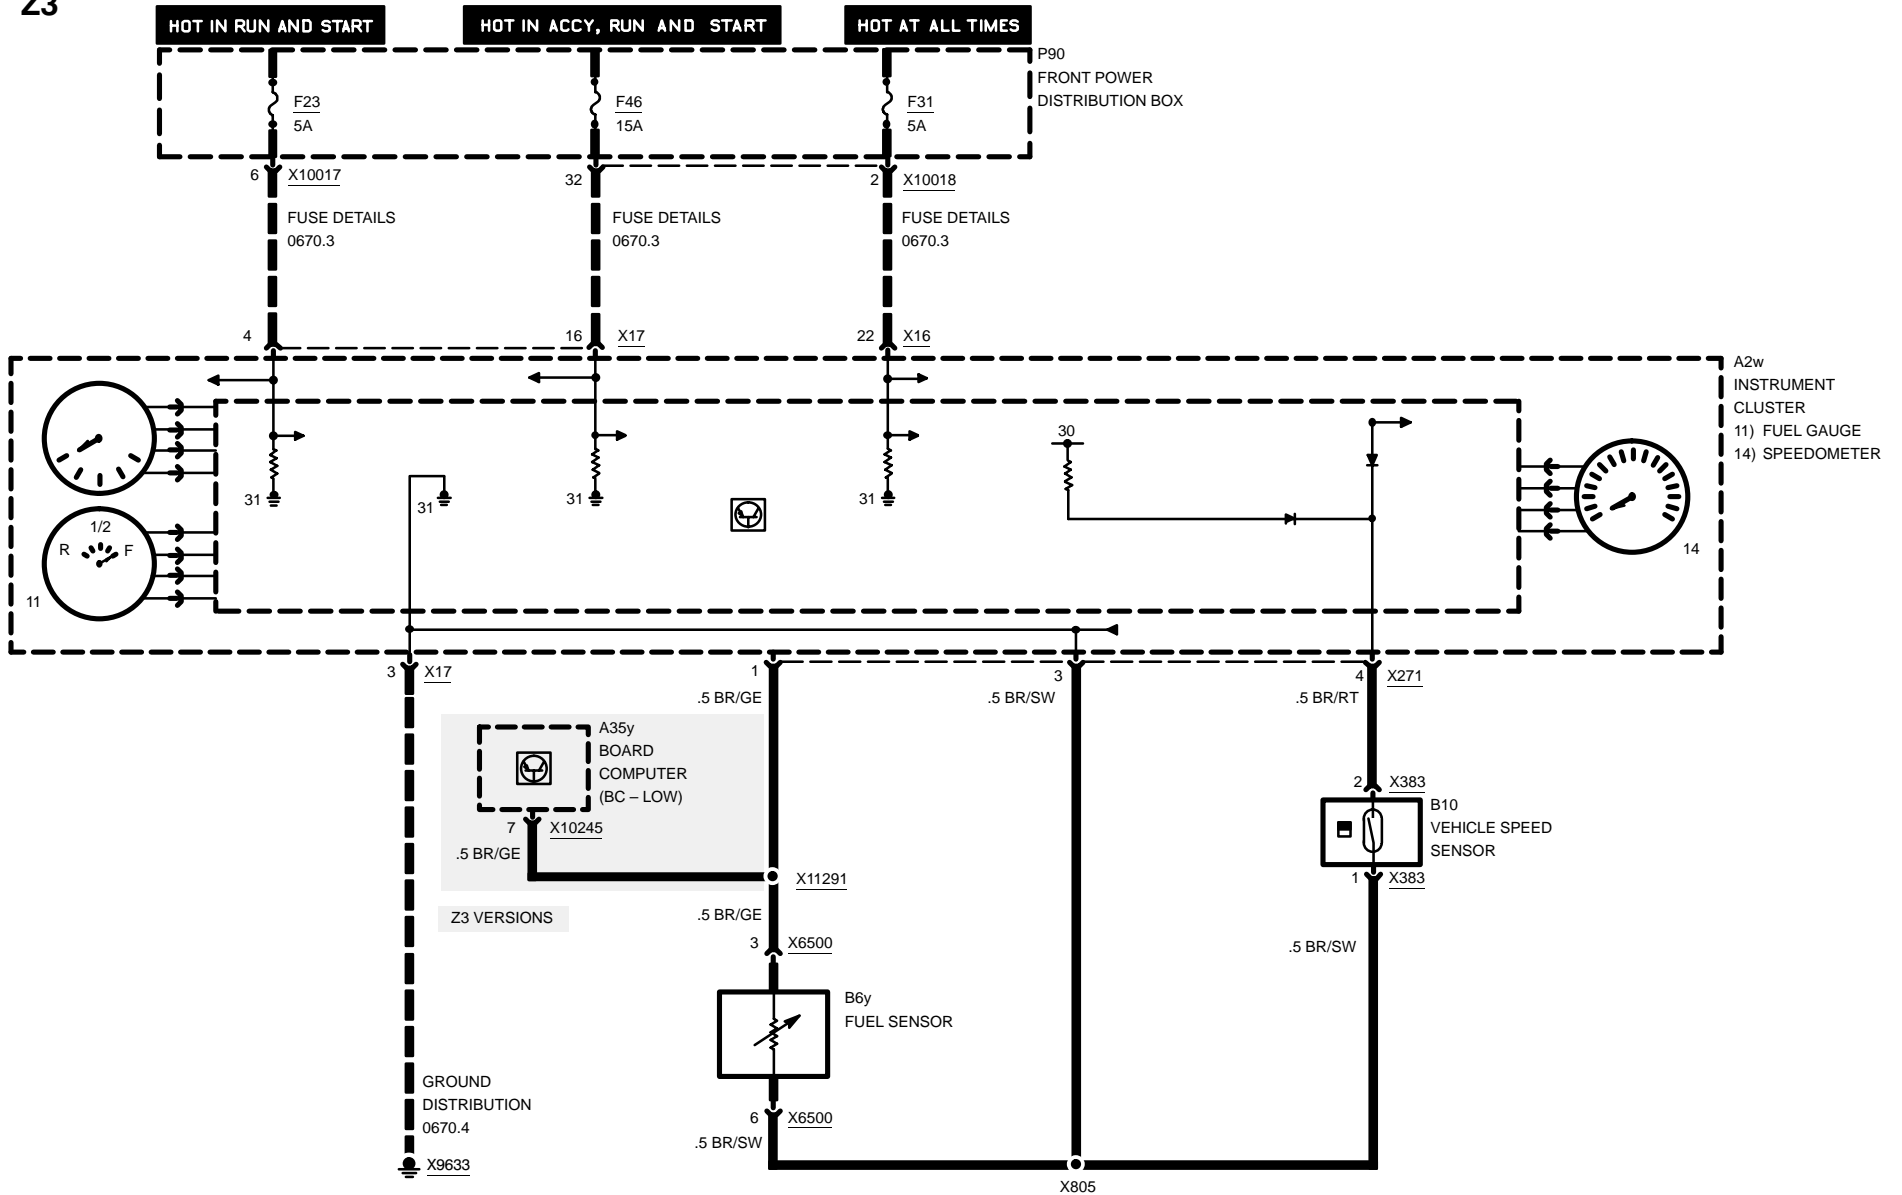 Z3
HOT IN RUN AND START
HOT IN ACCY, RUN AND START
HOT AT ALL TIMES
P90
FRONT POWER
DISTRIBUTION BOX
F23
5A
F46
15A
F31
5A
6 X10017
32
2 X10018
FUSE DETAILS
0670.3
FUSE DETAILS
0670.3
FUSE DETAILS
0670.3
4
16 X17
22 X16
A2w
INSTRUMENT
CLUSTER
11) FUEL GAUGE
14) SPEEDOMETER
30
31
31
31
31
1/2
R F
11
14
3 X17
1
3
4 X271
.5 BR/GE
.5 BR/SW
.5 BR/RT
A35y
BOARD
COMPUTER
(BC – LOW)
7 X10245
.5 BR/GE
2 X383
B10
VEHICLE SPEED
SENSOR
1 X383
X11291
Z3 VERSIONS
.5 BR/GE
3 X6500
.5 BR/SW
B6y
FUEL SENSOR
GROUND
DISTRIBUTION
0670.4
6 X6500
.5 BR/SW
X9633
X805